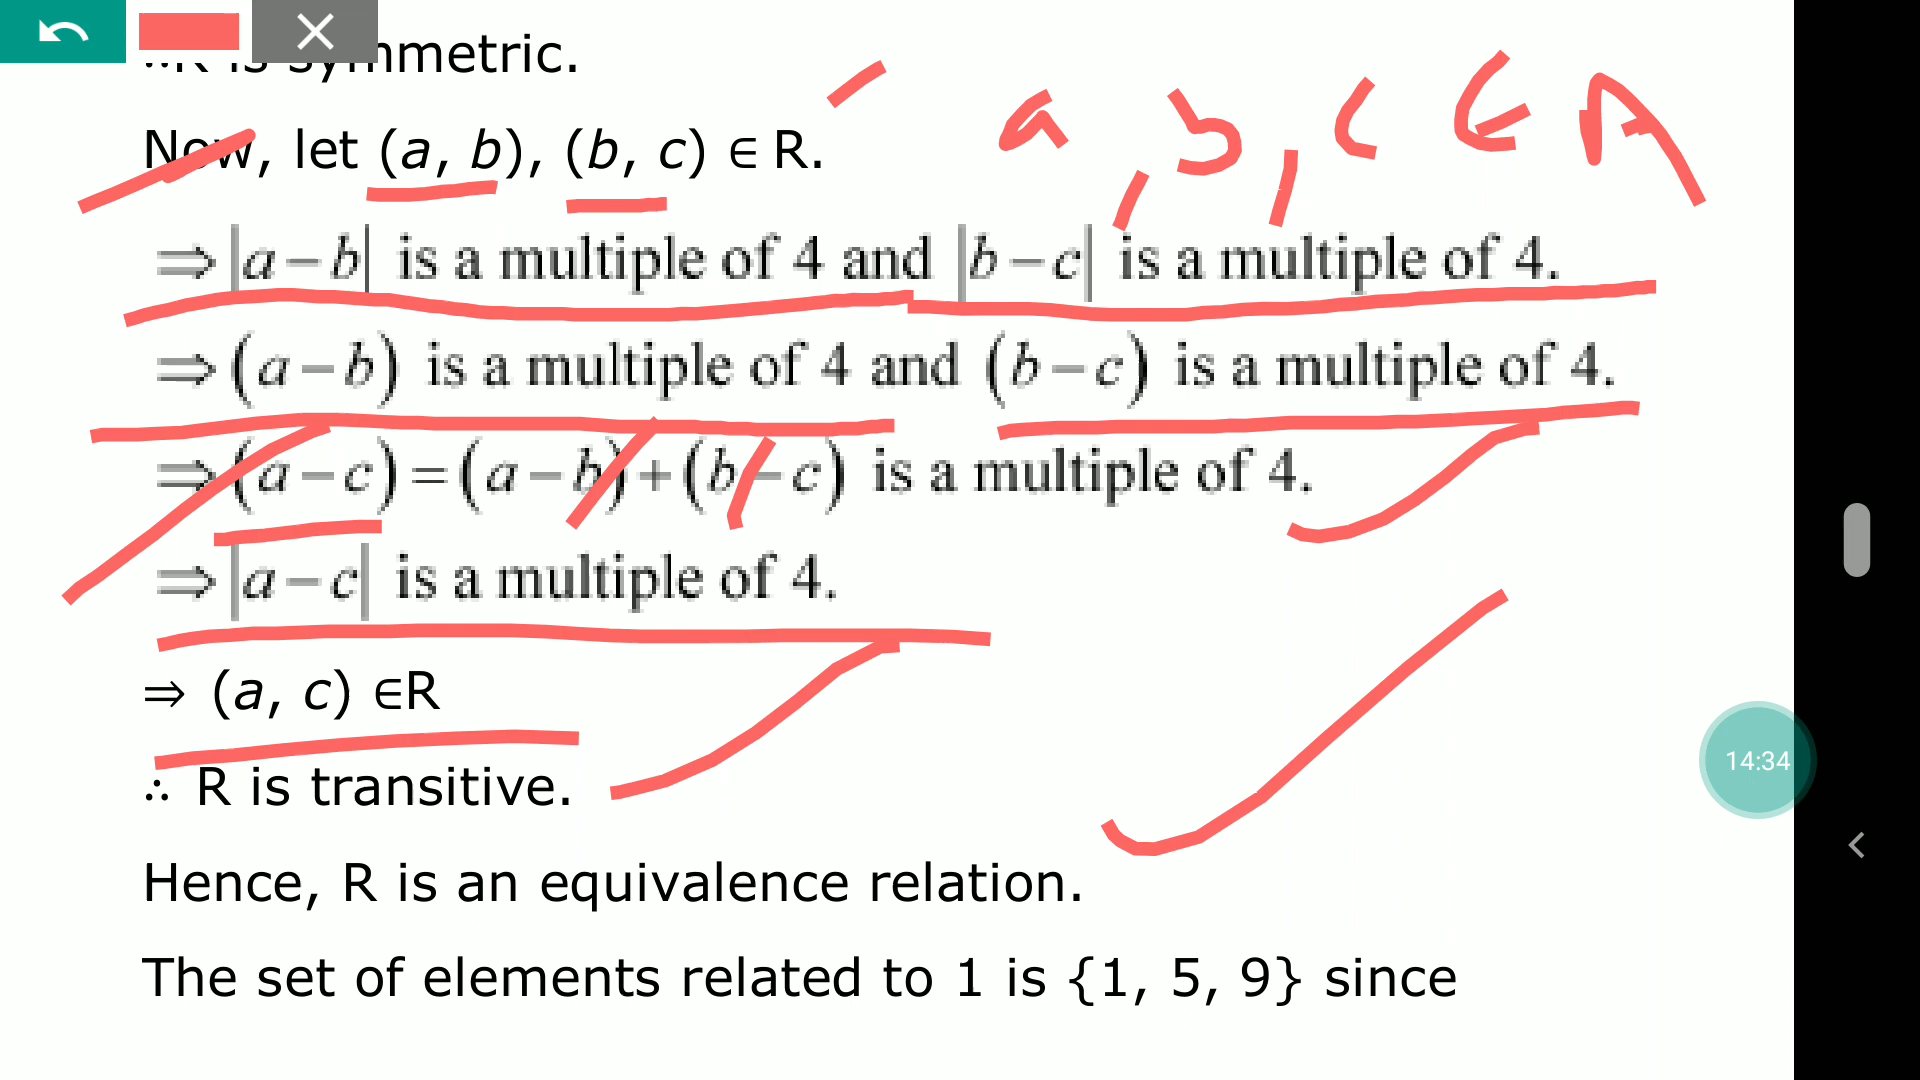 ∴R is symmetric.
a, b, c ∈ A
Now, let (a, b), (b, c) ∈ R.
⇒ |a − b| is a multiple of 4 and |b − c| is a multiple of 4.
⇒ (a − b) is a multiple of 4 and (b − c) is a multiple of 4.
⇒ (a − c) = (a − b) + (b − c) is a multiple of 4.
⇒ |a − c| is a multiple of 4.
⇒ (a, c) ∈R
14:34
∴ R is transitive.
Hence, R is an equivalence relation.
The set of elements related to 1 is {1, 5, 9} since